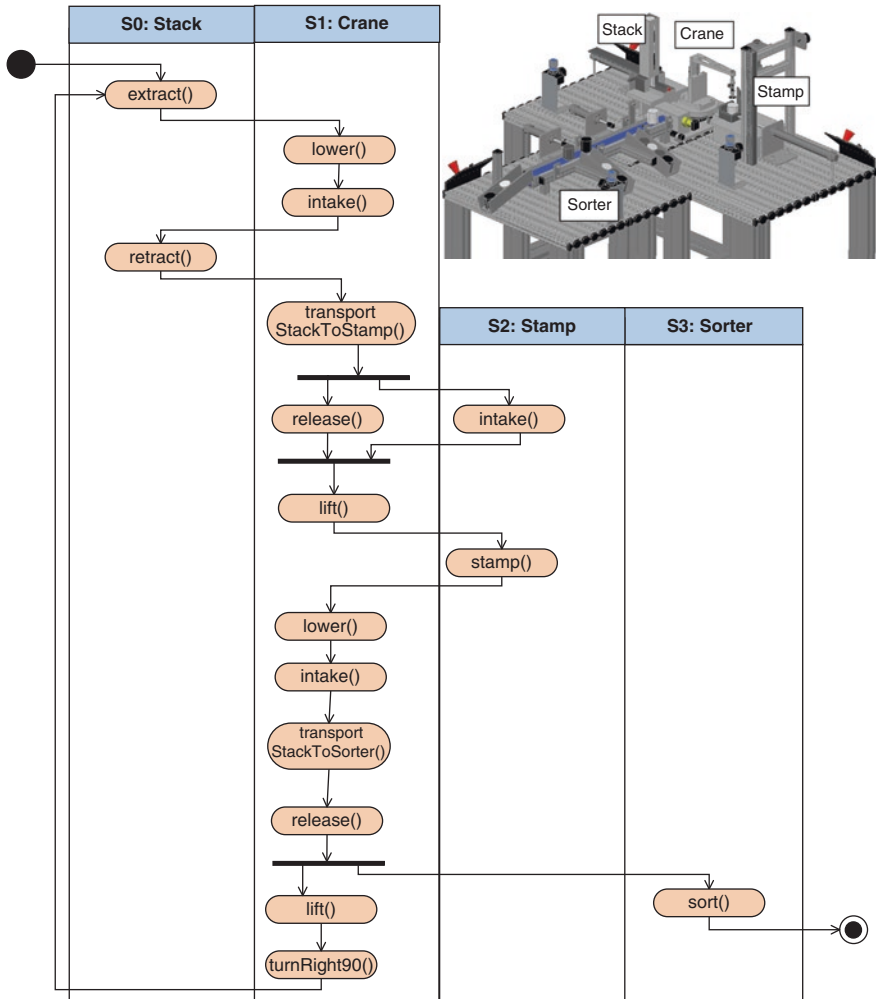 S0: Stack
S1: Crane
Stack
Crane
Stamp
Sorter
extract()
lower()
intake()
retract()
transport
StackToStamp()
S2: Stamp
S3: Sorter
release()
intake()
lift()
stamp()
lower()
intake()
transport
StackToSorter()
release()
lift()
sort()
turnRight90()